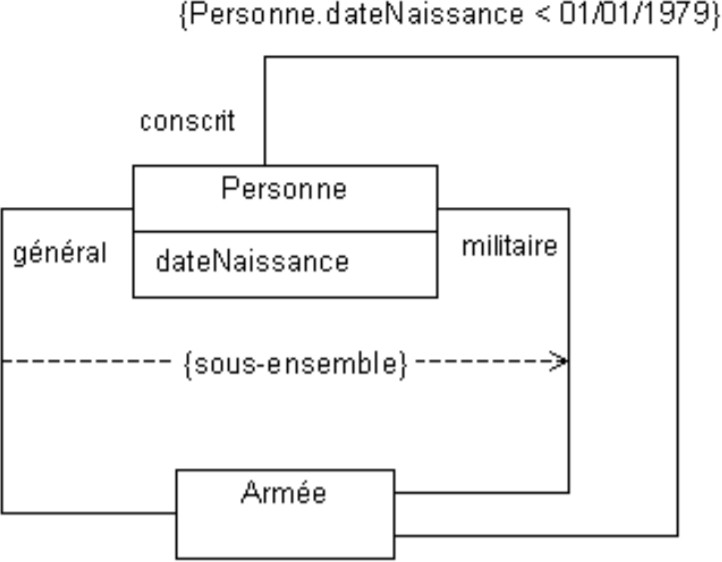 {Personne.dateNaissance < 01/01/1979}
conscrit
Personne
général
dateNaissance
militaire
{sous-ensemble}
Armée